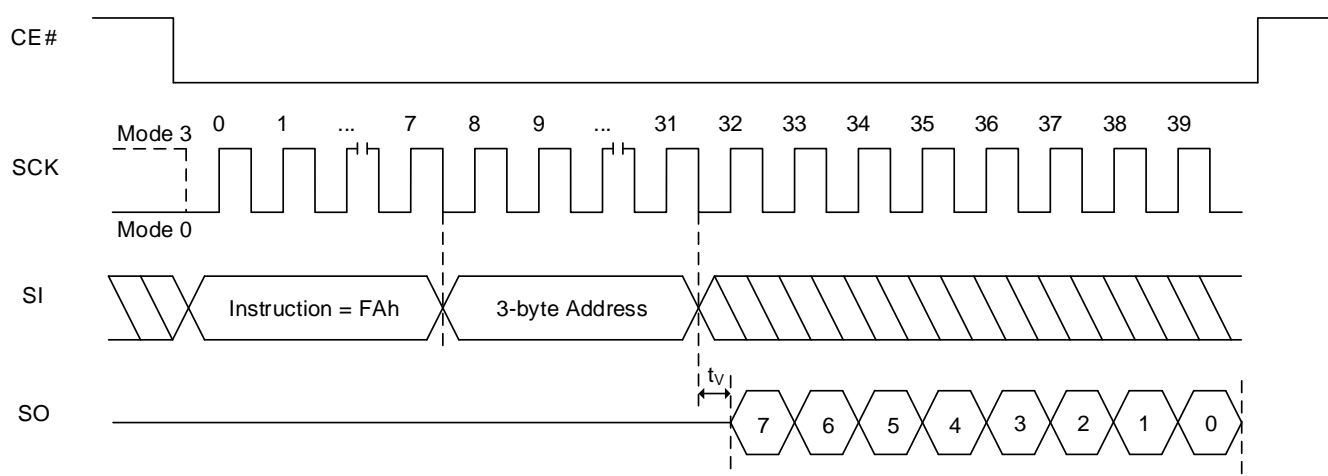 CE#
Mode 3 0 1 ... 7 8 9 ... 31 32 33 34 35 36 37 38 39
SCK
Mode 0
SI Instruction = FAh 3-byte Address
tV
SO 7 6 5 4 3 2 1 0